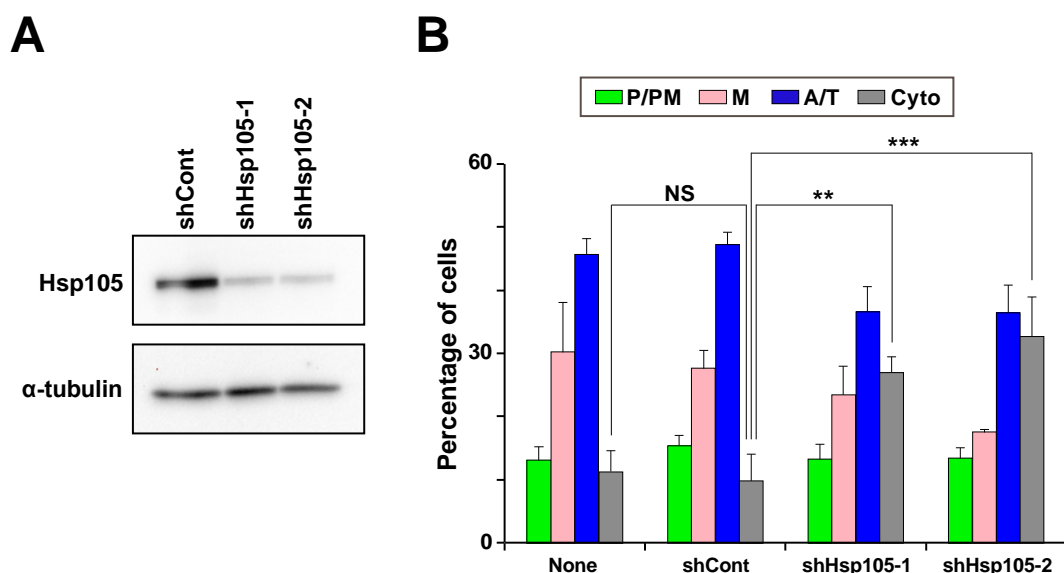 A
B
shCont
shHsp105-1
shHsp105-2
Hsp105
α-tubulin
P/PM M A/T Cyto
Percentage of cells
60
30
0
NS
**
***
None shCont shHsp105-1 shHsp105-2